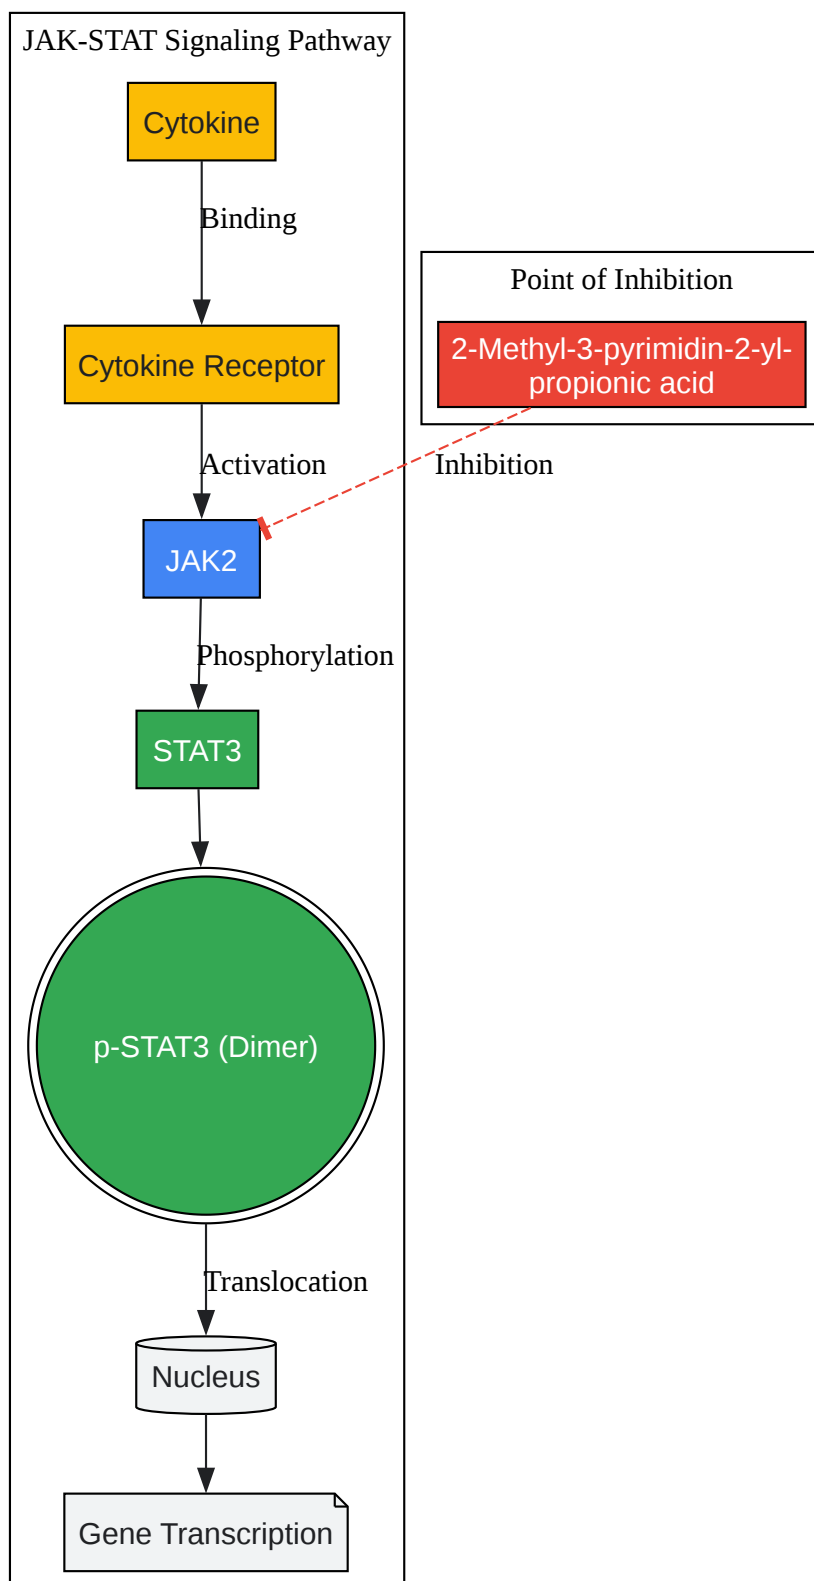 JAK-STAT Signaling Pathway
Cytokine
Binding
Point of Inhibition
2-Methyl-3-pyrimidin-2-yl-
propionic acid
Cytokine Receptor
Activation
Inhibition
JAK2
Phosphorylation
STAT3
p-STAT3 (Dimer)
Translocation
Nucleus
Gene Transcription